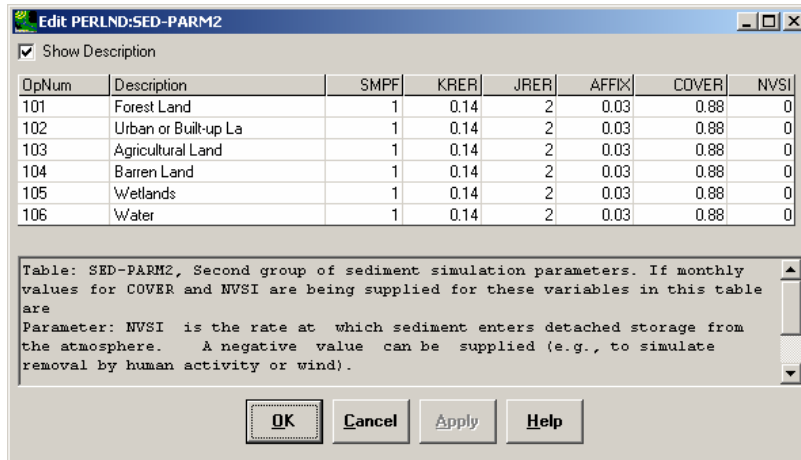 Edit PERLND:SED-PARM2
Show Description
OpNum Description SMPF KRER JRER AFFIX COVER NVSI
101 Forest Land 1 0.14 2 0.03 0.88 0
102 Urban or Built-up La 1 0.14 2 0.03 0.88 0
103 Agricultural Land 1 0.14 2 0.03 0.88 0
104 Barren Land 1 0.14 2 0.03 0.88 0
105 Wetlands 1 0.14 2 0.03 0.88 0
106 Water 1 0.14 2 0.03 0.88 0
Table: SED-PARM2, Second group of sediment simulation parameters. If monthly
values for COVER and NVSI are being supplied for these variables in this table
are
Parameter: NVSI is the rate at which sediment enters detached storage from
the atmosphere. A negative value can be supplied (e.g., to simulate
removal by human activity or wind).
OK Cancel Apply Help